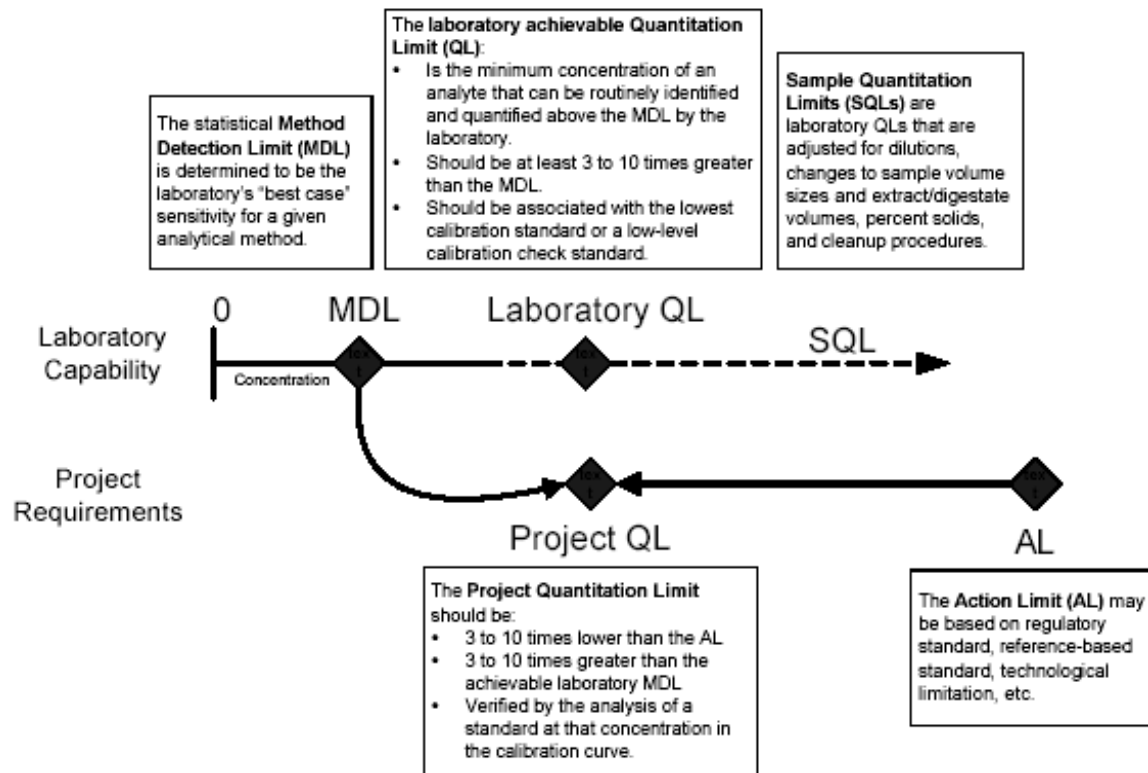 The laboratory achievable Quantitation
Limit (QL):
• Is the minimum concentration of an
analyte that can be routinely identified
and quantified above the MDL by the
laboratory.
• Should be at least 3 to 10 times greater
than the MDL.
• Should be associated with the lowest
calibration standard or a low-level
calibration check standard.
Sample Quantitation
Limits (SQLs) are
laboratory QLs that are
adjusted for dilutions,
changes to sample volume
sizes and extract/digestate
volumes, percent solids,
and cleanup procedures.
The statistical Method
Detection Limit (MDL)
is determined to be the
laboratory's "best case"
sensitivity for a given
analytical method.
0
MDL
Laboratory QL
SQL
Laboratory
Capability
Concentration
tex
t
tex
t
Project
Requirements
tex
t
tex
t
Project QL
AL
The Project Quantitation Limit
should be:
• 3 to 10 times lower than the AL
• 3 to 10 times greater than the
achievable laboratory MDL
• Verified by the analysis of a
standard at that concentration in
the calibration curve.
The Action Limit (AL) may
be based on regulatory
standard, reference-based
standard, technological
limitation, etc.